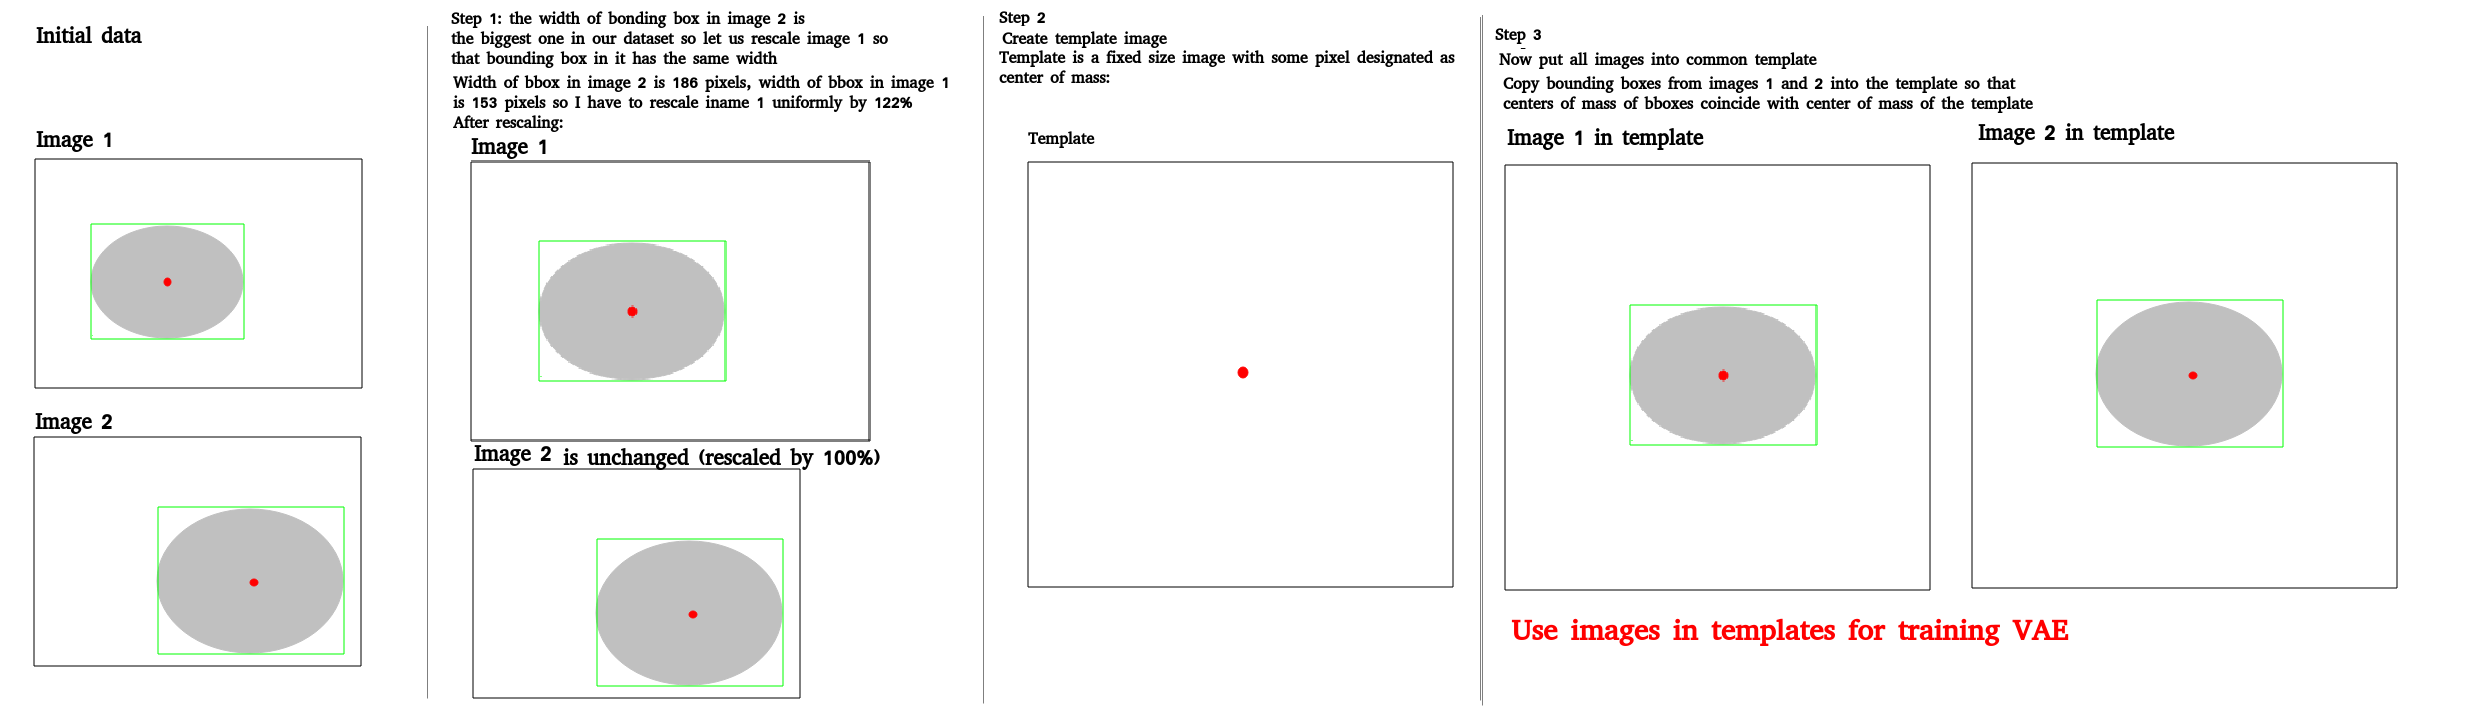 Initial data
Image 1
Image 2
Step 1: the width of bonding box in image 2 is
the biggest one in our dataset so let us rescale image 1 so
that bounding box in it has the same width
Width of bbox in image 2 is 186 pixels, width of bbox in image 1
is 153 pixels so I have to rescale iname 1 uniformly by 122%
After rescaling:
Image 1
Image 2 is unchanged (rescaled by 100%)
Step 2
Create template image
Template is a fixed size image with some pixel designated as
center of mass:
Template
Step 3
Now put all images into common template
Copy bounding boxes from images 1 and 2 into the template so that
centers of mass of bboxes coincide with center of mass of the template
Image 1 in template
Image 2 in template
Use images in templates for training VAE